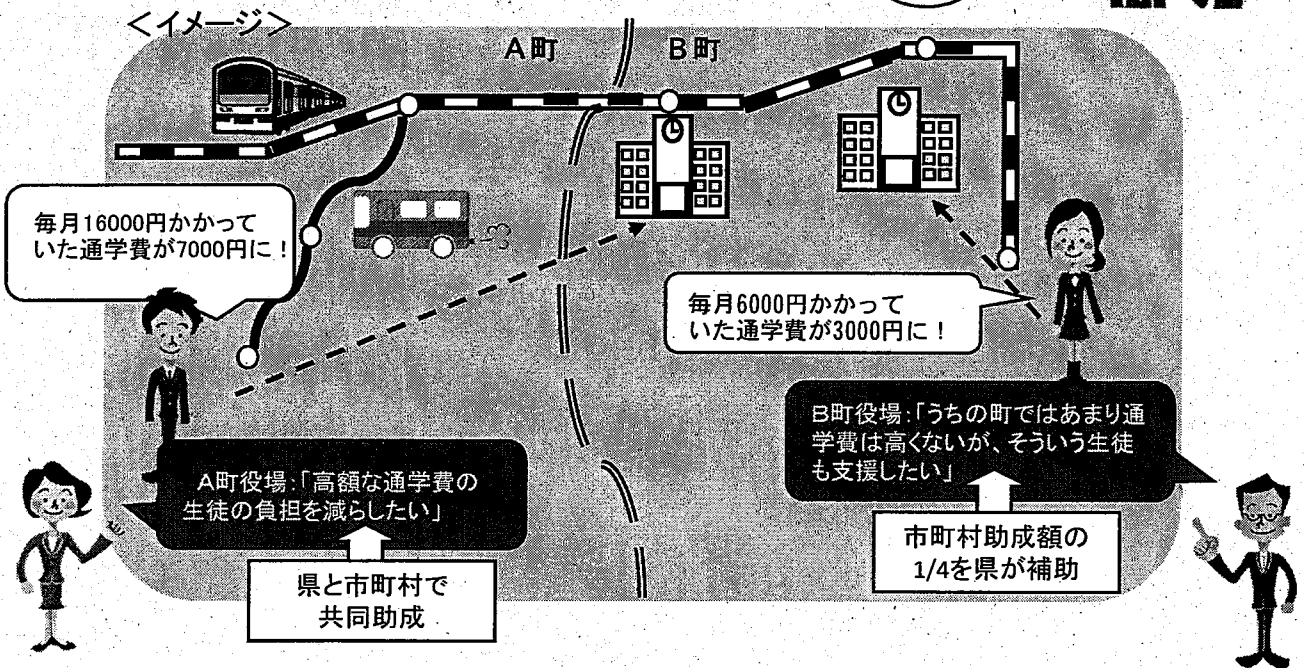 ＜イメージ＞
A町
B町
毎月16000円かかって
いた通学費が7000円に！
毎月6000円かかって
いた通学費が3000円に！
B町役場：「うちの町ではあまり通
学費は高くないが、そういう生徒
も支援したい」
A町役場：「高額な通学費の
生徒の負担を減らしたい」
市町村助成額の
1/4を県が補助
県と市町村で
共同助成